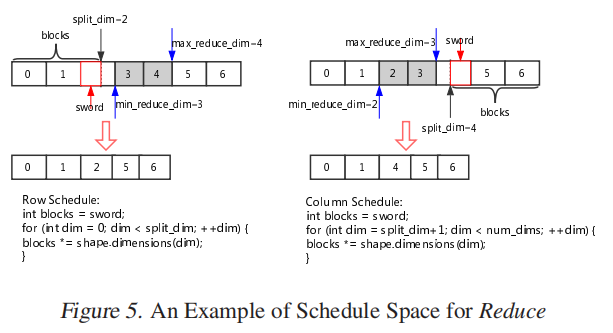 split_dim-2
blocks
max_reduce_dim-4
0 1 3 4 5 6
sword
min_reduce_dim-3
0 1 2 5 6
Row Schedule:
int blocks = sword;
for (int dim = 0; dim < split_dim; ++dim) {
blocks *= shape.dimensions(dim);
}
sword
max_reduce_dim-3
0 1 2 3 5 6
min_reduce_dim-2
blocks
split_dim-4
0 1 4 5 6
Column Schedule:
int blocks = sword;
for (int dim = split_dim+1; dim < num_dims; ++dim) {
blocks *= shape.dimensions(dim);
}
Figure 5. An Example of Schedule Space for Reduce